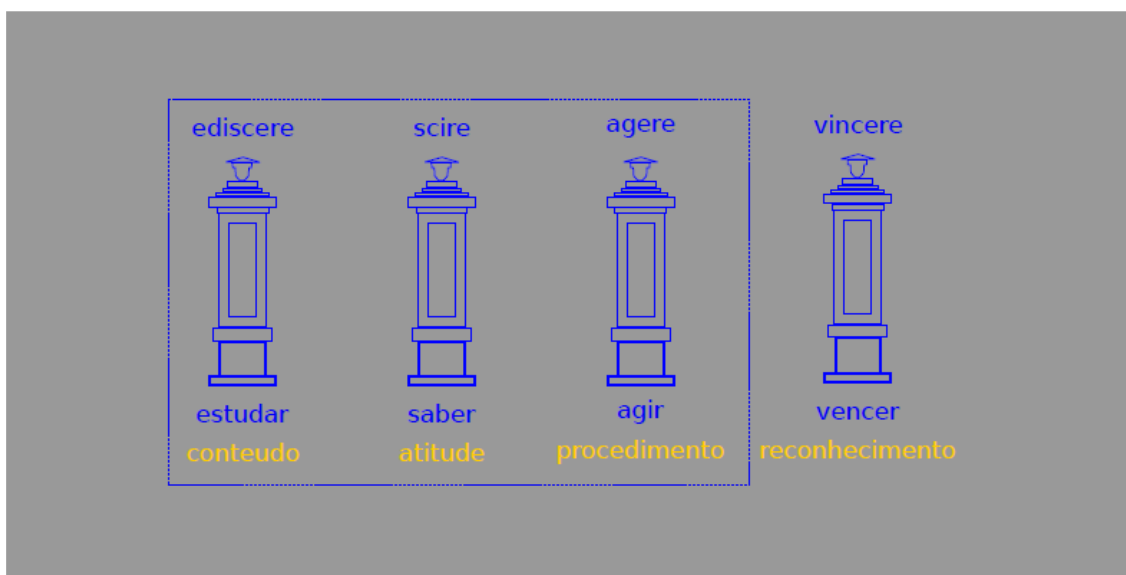 ediscere scire agere vincere
estudar saber agir vencer
conteudo atitude procedimento reconhecimento